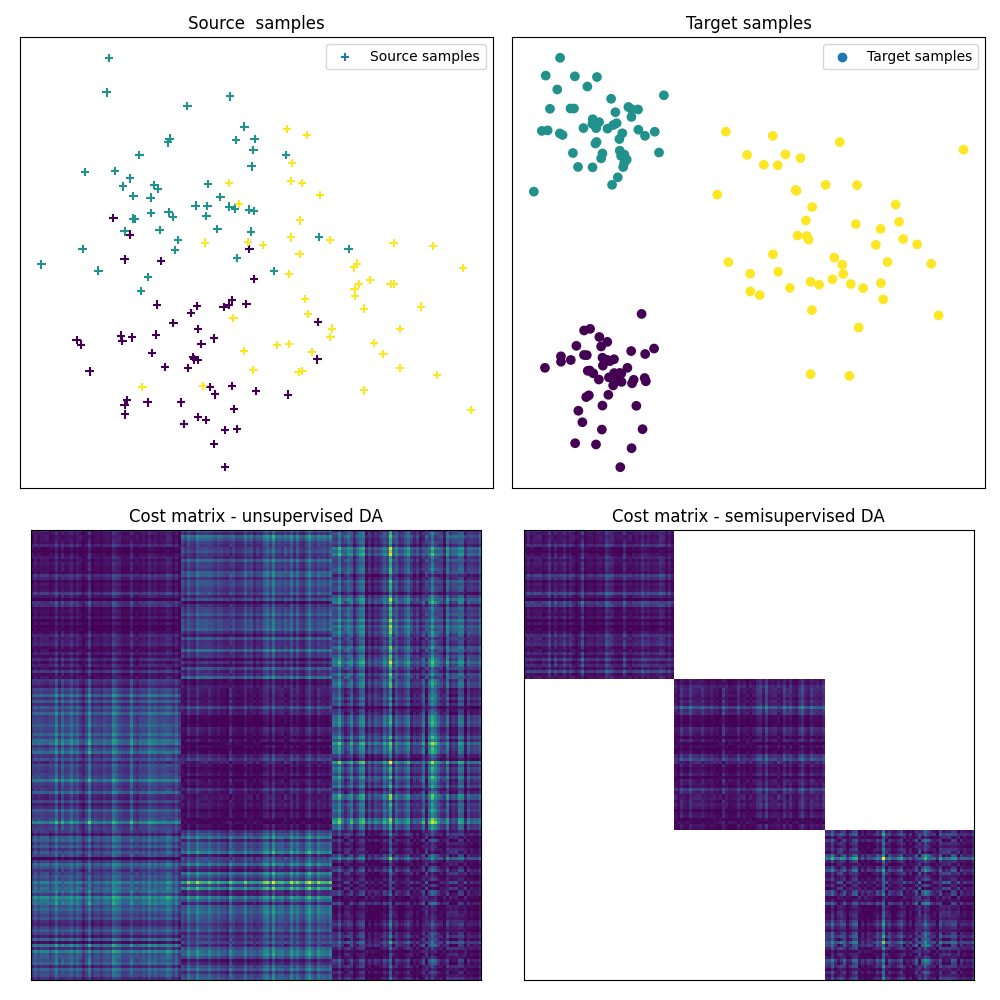 Source  samples
Source samples
Target samples
Target samples
Cost matrix - unsupervised DA
Cost matrix - semisupervised DA